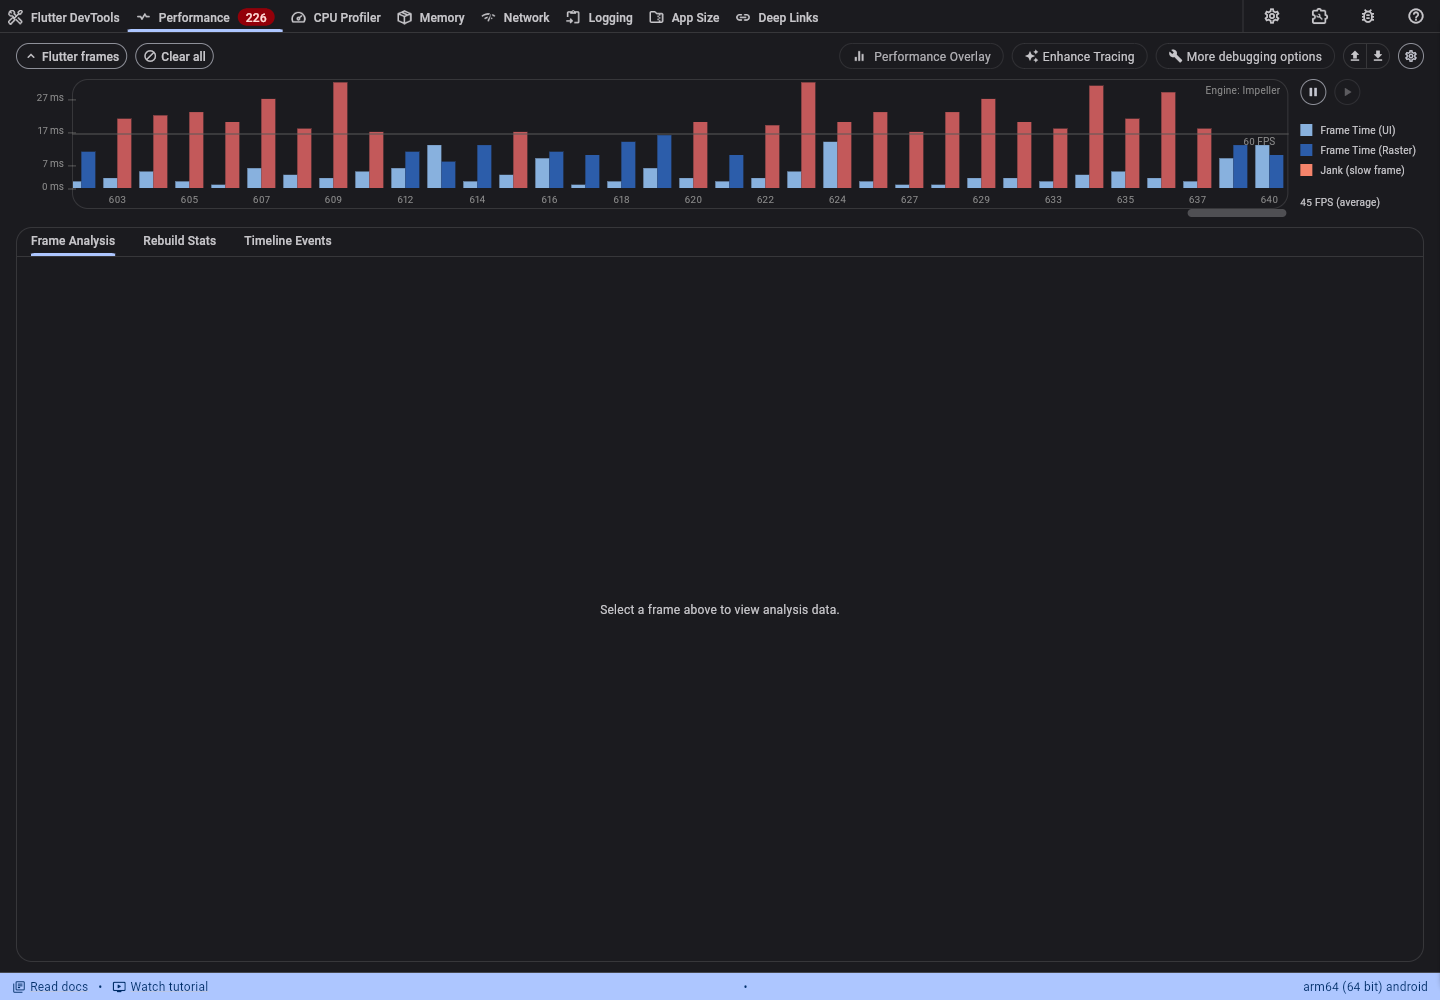 Flutter DevTools
Performance 226
CPU Profiler
Memory
Network
Logging
App Size
Deep Links
Flutter frames
Clear all
Performance Overlay
Enhance Tracing
More debugging options
27 ms
17 ms
7 ms
0 ms
Engine: Impeller
60 FPS
603 605 607 609 612 614 616 618 620 622 624 627 629 633 635 637 640
Frame Time (UI)
Frame Time (Raster)
Jank (slow frame)
45 FPS (average)
Frame Analysis
Rebuild Stats
Timeline Events
Select a frame above to view analysis data.
Read docs • Watch tutorial
•
arm64 (64 bit) android